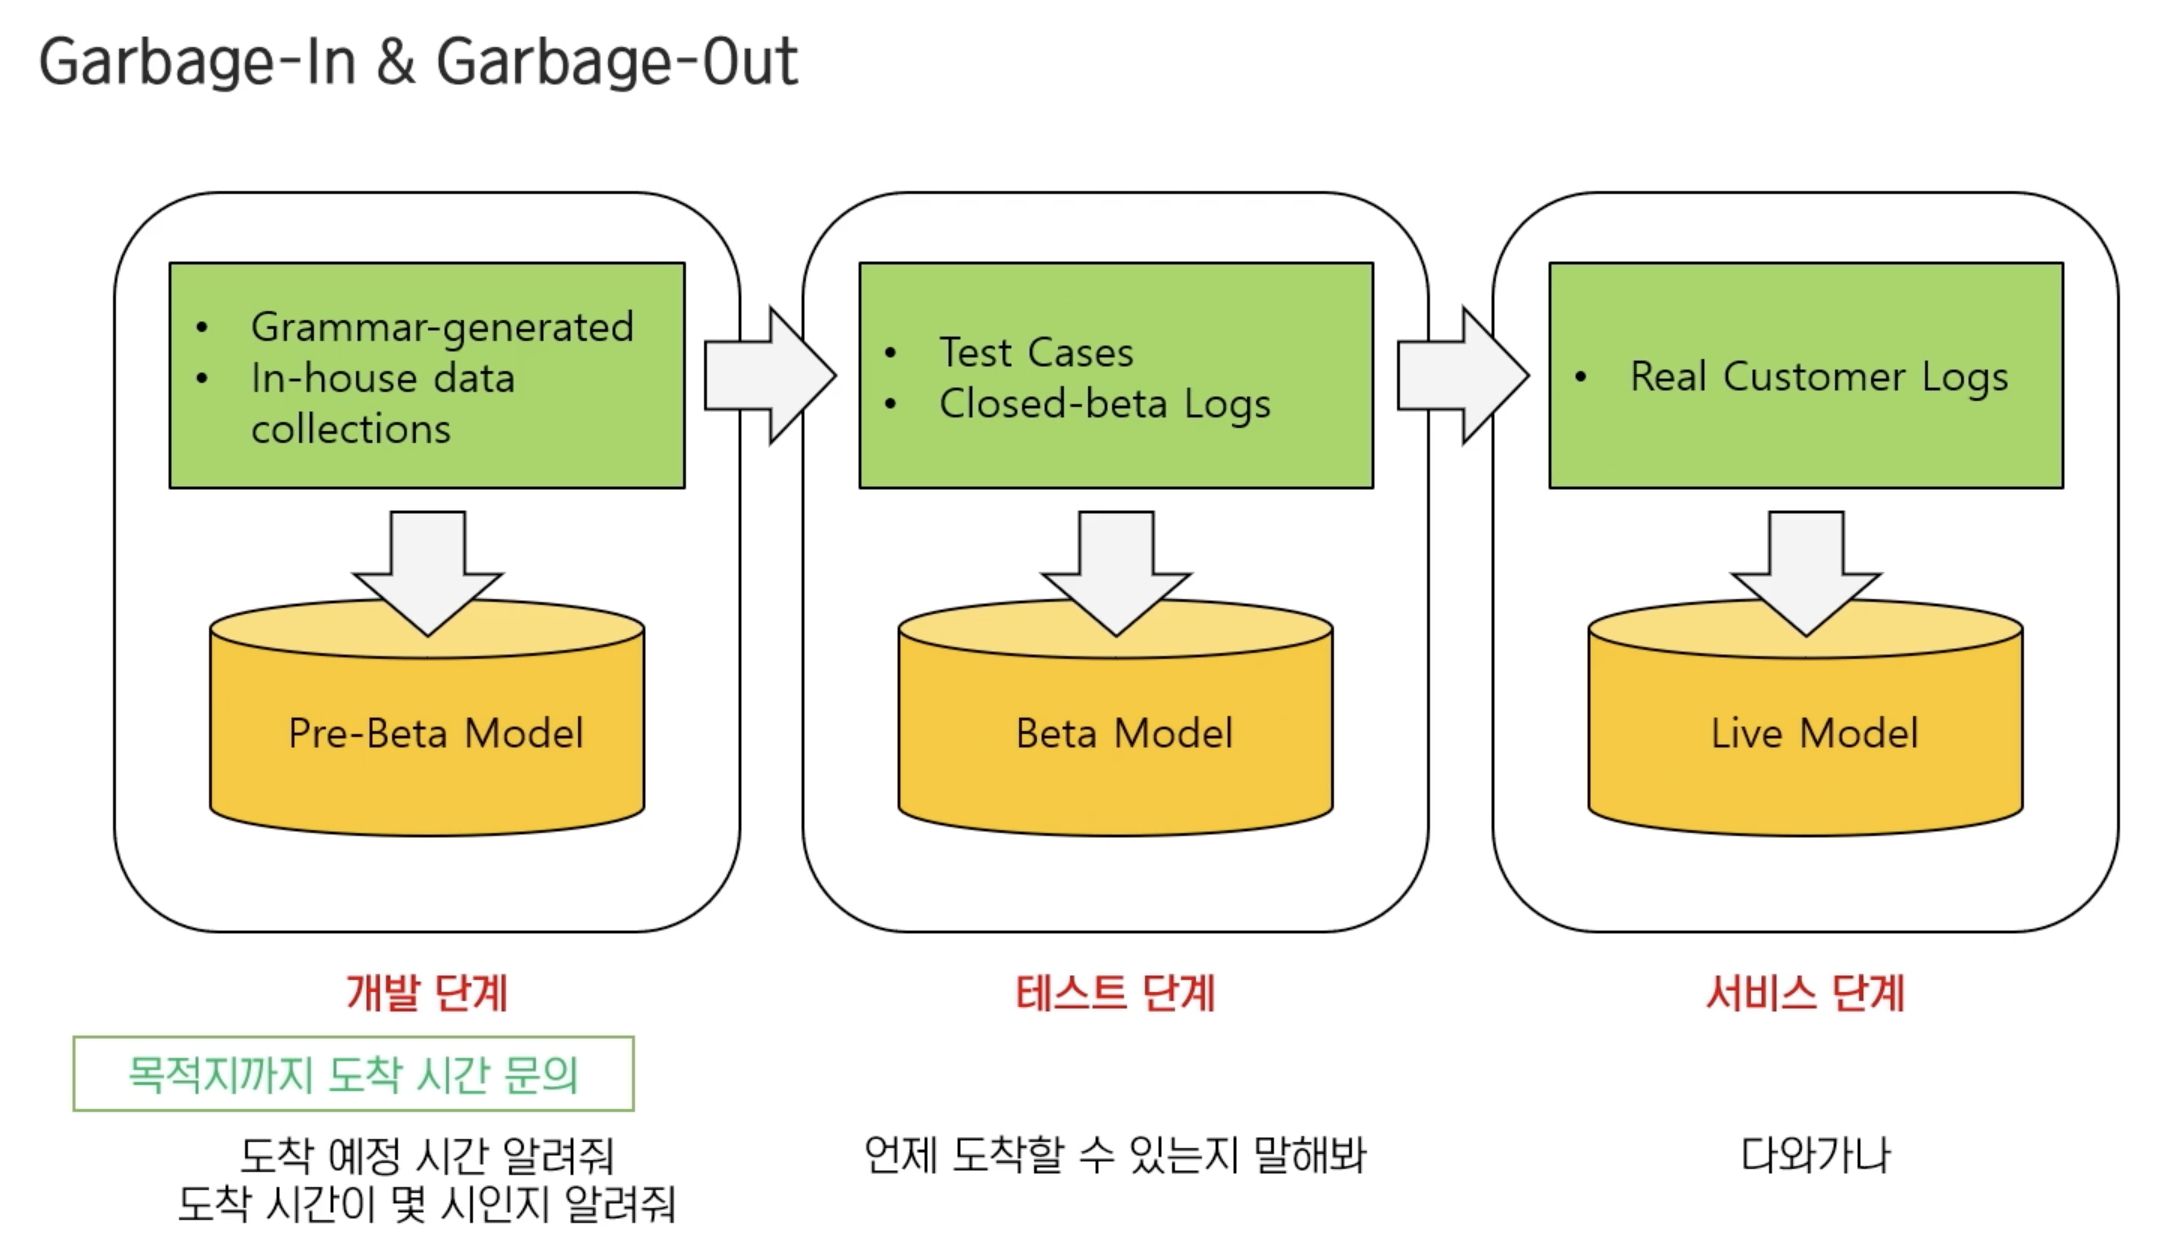 Garbage-In & Garbage-Out
• Grammar-generated
• In-house data
collections
• Test Cases
• Closed-beta Logs
• Real Customer Logs
Pre-Beta Model
Beta Model
Live Model
개발 단계
테스트 단계
서비스 단계
목적지까지 도착 시간 문의
도착 예정 시간 알려줘
도착 시간이 몇 시인지 알려줘
언제 도착할 수 있는지 말해봐
다와가나